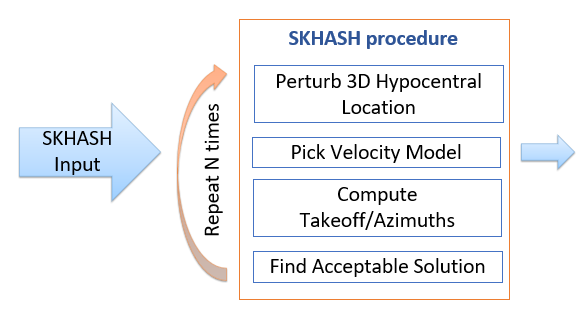 SKHASH
Input
Repeat N times
SKHASH procedure
Perturb 3D Hypocentral
Location
Pick Velocity Model
Compute
Takeoff/Azimuths
Find Acceptable Solution